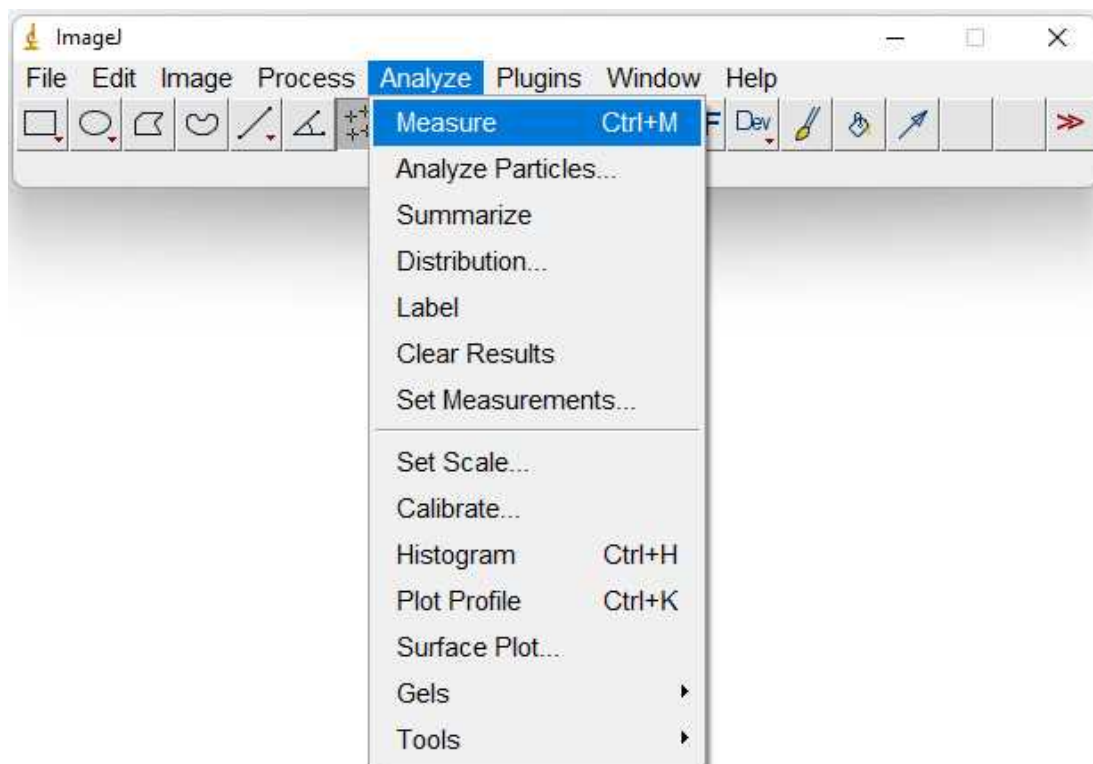 ImageJ
File Edit Image Process Analyze Plugins Window Help
Dev
Measure Ctrl+M
Analyze Particles...
Summarize
Distribution...
Label
Clear Results
Set Measurements...
Set Scale...
Calibrate...
Histogram Ctrl+H
Plot Profile Ctrl+K
Surface Plot...
Gels
Tools